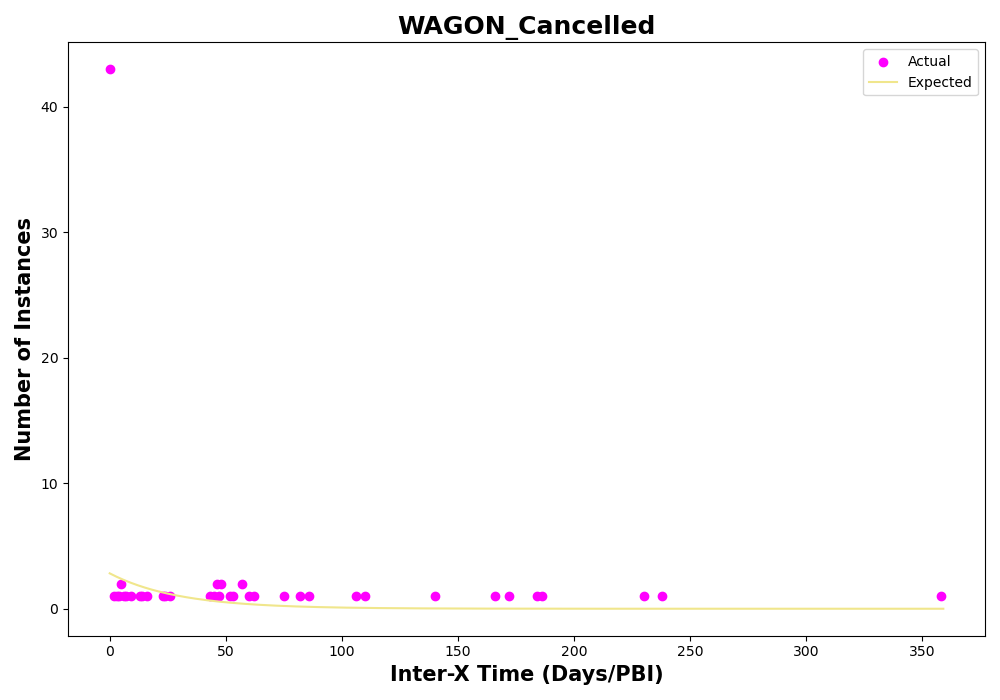 WAGON_Cancelled
Actual
Expected
Number of Instances
40
30
20
10
0
0 50 100 150 200 250 300 350
Inter-X Time (Days/PBI)